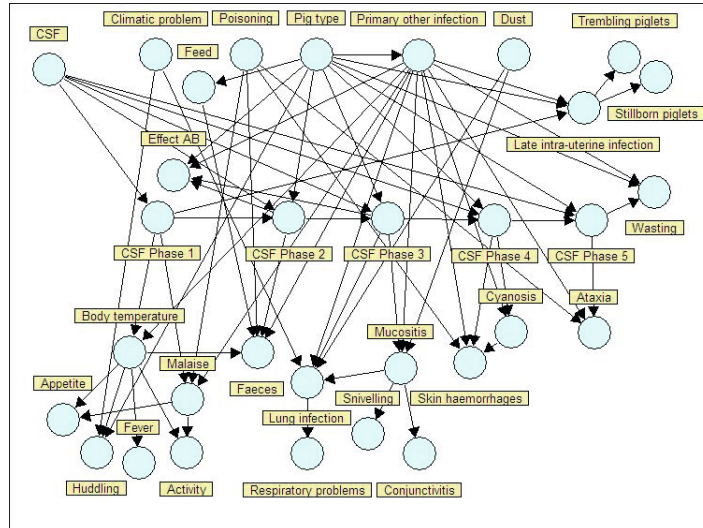 Climatic problem
Poisoning
Pig type
Primary other infection
Dust
Trembling piglets
CSF
Feed
Stillborn piglets
Effect AB
Late intra-uterine infection
Wasting
CSF Phase 1
CSF Phase 2
CSF Phase 3
CSF Phase 4
CSF Phase 5
Cyanosis
Ataxia
Body temperature
Mucositis
Malaise
Appetite
Faeces
Snivelling
Skin haemorrhages
Lung infection
Fever
Huddling
Activity
Respiratory problems
Conjunctivitis